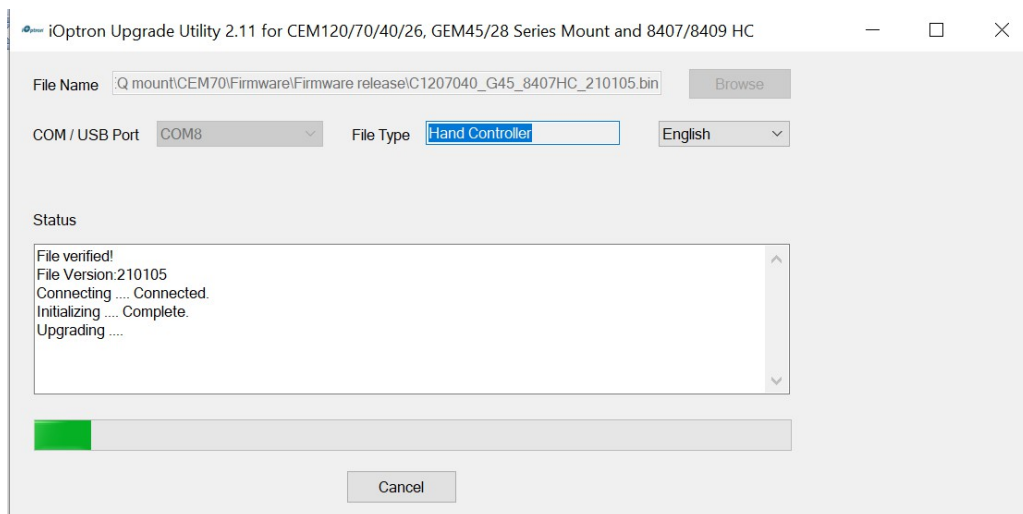 iOptron iOptron Upgrade Utility 2.11 for CEM120/70/40/26, GEM45/28 Series Mount and 8407/8409 HC
File Name :Q mount\CEM70\Firmware\Firmware release\C1207040_G45_8407HC_210105.bin Browse
COM / USB Port COM8 File Type Hand Controller English
Status
File verified!
File Version:210105
Connecting .... Connected.
Initializing .... Complete.
Upgrading ....
Cancel